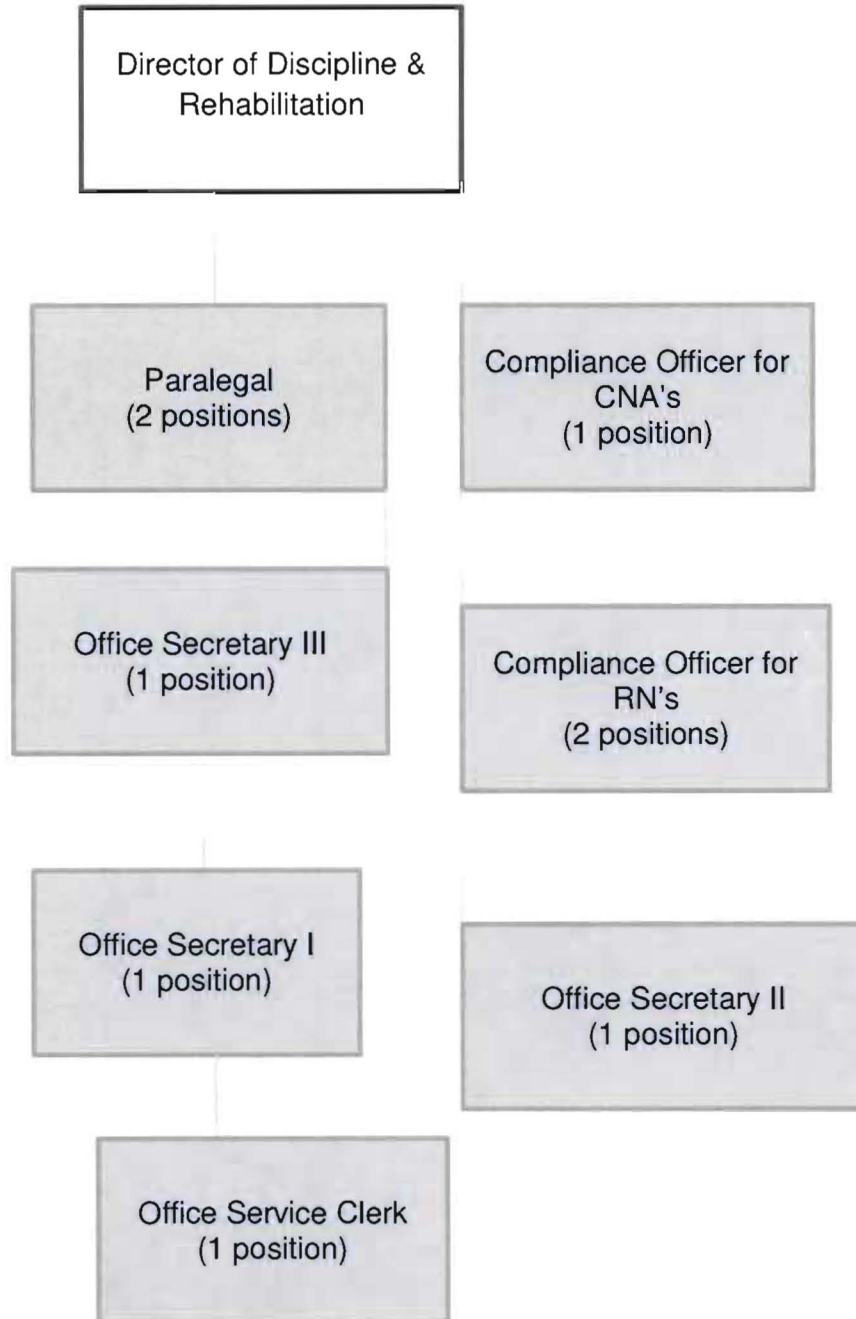 Director of Discipline &
Rehabilitation
Paralegal
(2 positions)
Compliance Officer for
CNA's
(1 position)
Office Secretary III
(1 position)
Compliance Officer for
RN's
(2 positions)
Office Secretary I
(1 position)
Office Secretary II
(1 position)
Office Service Clerk
(1 position)